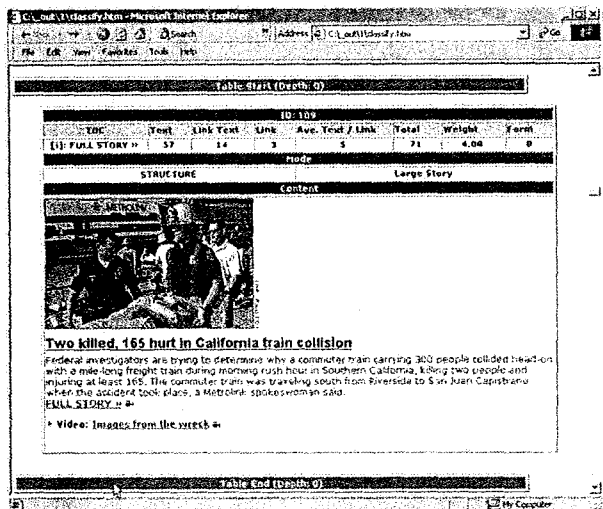 C:\_out\1\classify.htm - Microsoft Internet Explorer
Search Address C:\_out\1\classify.htm Go
File Edit View Favorites Tools Help
Table Start (Depth: 0)
ID: 109
TOC Text Link Text Link Ave. Text / Link Total Weight Form
[i]: FULL STORY » 57 14 3 5 71 4.08 0
Mode
STRUCTURE Large Story
Content
Two killed, 165 hurt in California train collision
Federal investigators are trying to determine why a commuter train carrying 300 people collided head-on
with a mile-long freight train during morning rush hour in Southern California, killing two people and
injuring at least 165. The commuter train was traveling south from Riverside to San Juan Capistrano
when the accident took place, a Metrolink spokeswoman said.
FULL STORY »
Video: Images from the wreck
Table End (Depth: 0)
My Computer